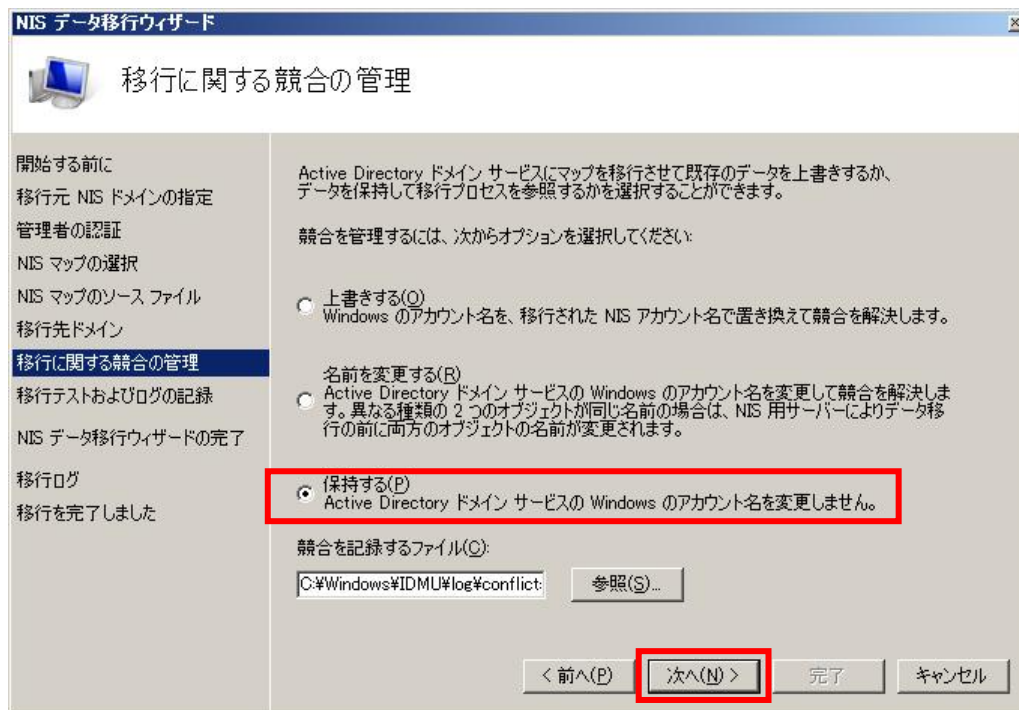 NIS データ移行ウィザード
移行に関する競合の管理
開始する前に
移行元 NIS ドメインの指定
管理者の認証
NIS マップの選択
NIS マップのソース ファイル
移行先ドメイン
移行に関する競合の管理
移行テストおよびログの記録
NIS データ移行ウィザードの完了
移行ログ
移行を完了しました
Active Directory ドメイン サービスにマップを移行させて既存のデータを上書きするか、
データを保持して移行プロセスを参照するかを選択することができます。
競合を管理するには、次からオプションを選択してください:
上書きする(O)
Windows のアカウント名を、移行された NIS アカウント名で置き換えて競合を解決します。
名前を変更する(R)
Active Directory ドメイン サービスの Windows のアカウント名を変更して競合を解決しま
す。異なる種類の 2 つのオブジェクトが同じ名前の場合は、NIS 用サーバーによりデータ移
行の前に両方のオブジェクトの名前が変更されます。
保持する(P)
Active Directory ドメイン サービスの Windows のアカウント名を変更しません。
競合を記録するファイル(C):
C:¥Windows¥IDMU¥log¥conflict
参照(S)...
< 前へ(P)
次へ(N) >
完了
キャンセル